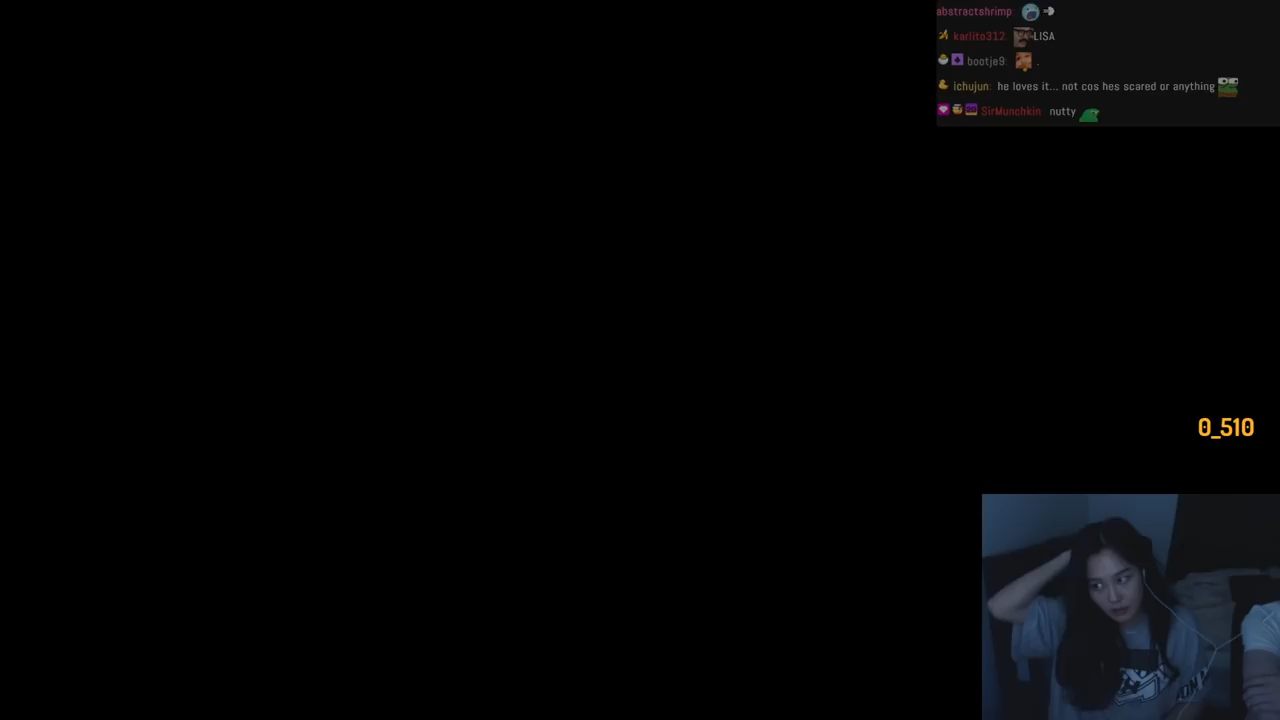 abstractshrimp:
karlito312: LISA
bootje9: .
ichujun: he loves it... not cos hes scared or anything
SirMunchkin: nutty
0_510